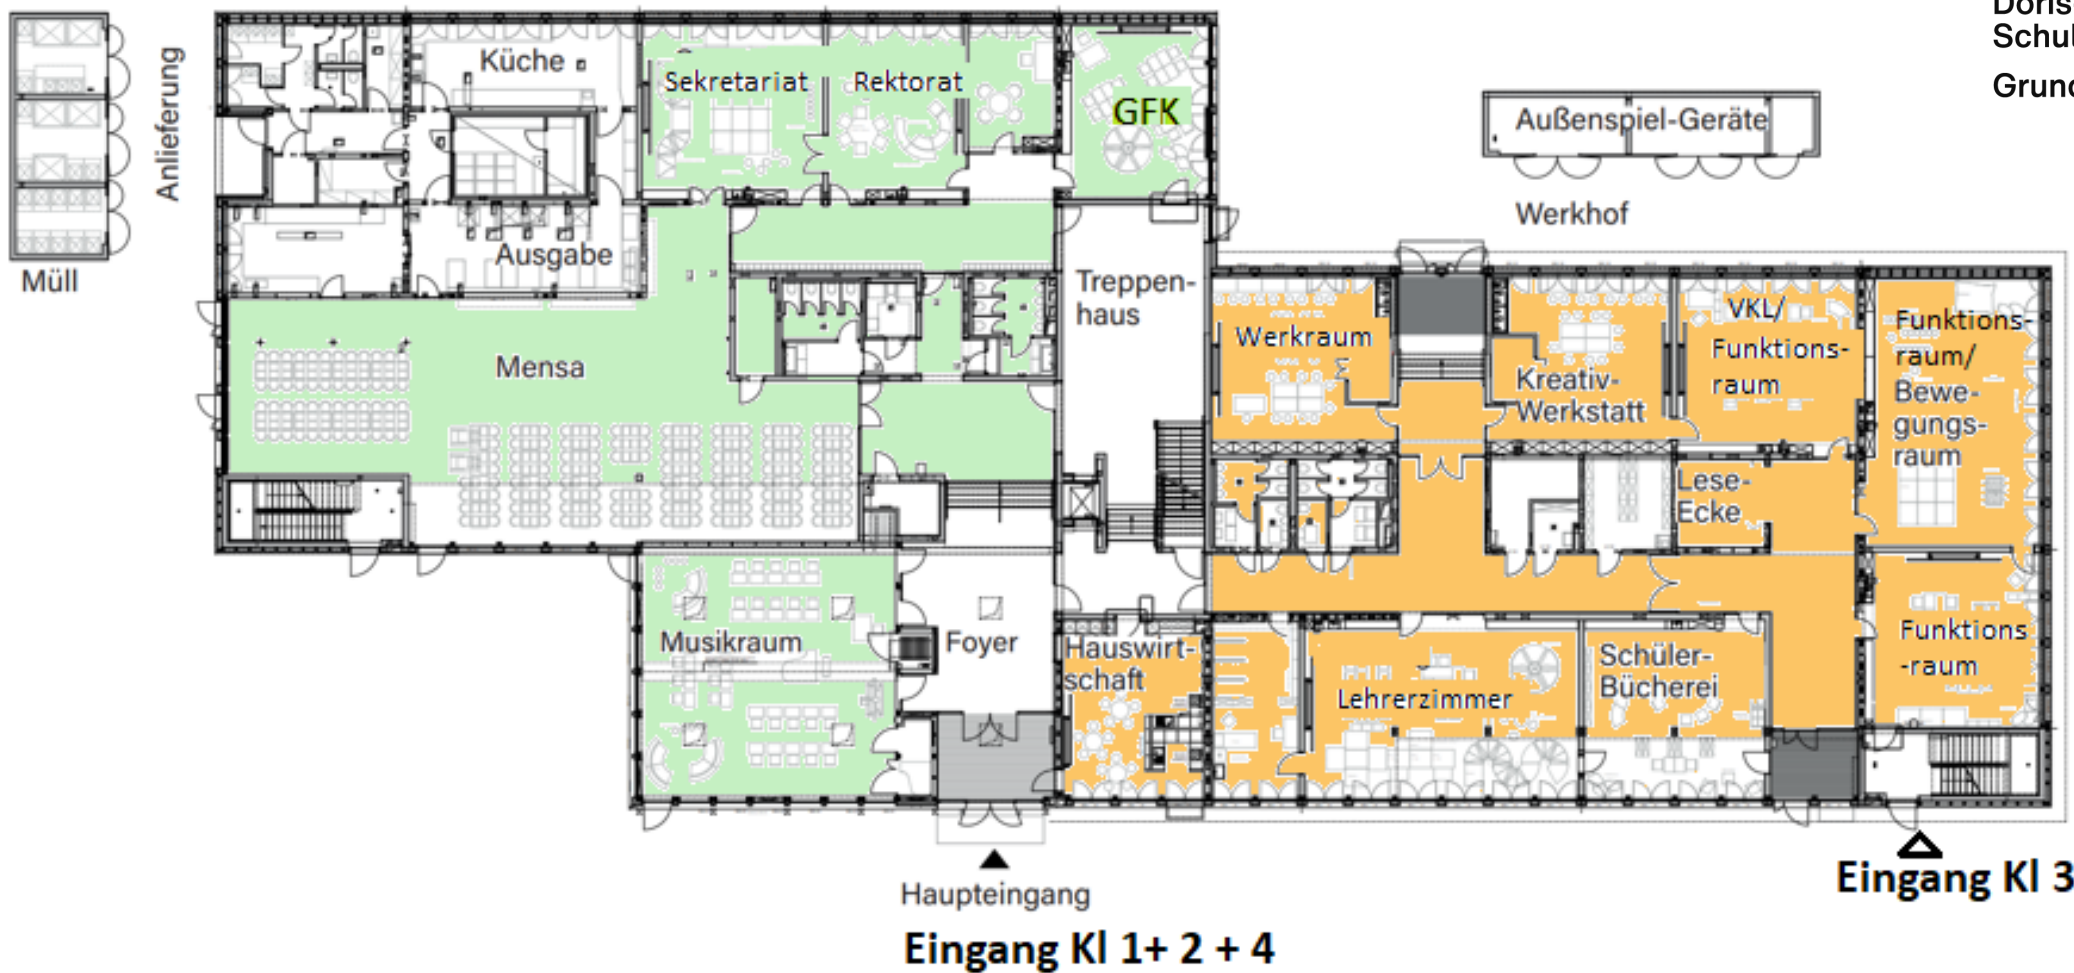 Schul
Grund
Küche
Sekretariat
Rektorat
GFK
Außenspiel-Geräte
Anlieferung
Werkhof
Ausgabe
Müll
Treppen-
haus
Mensa
Werkraum
VKL/
Funktions-
raum
Kreativ-
Werkstatt
Funktions-
raum/
Bewe-
gungs-
raum
Lese-
Ecke
Musikraum
Foyer
Hauswirt-
schaft
Lehrerzimmer
Schüler-
Bücherei
Funktions
-raum
Haupteingang
Eingang Kl 3
Eingang Kl 1+ 2 + 4